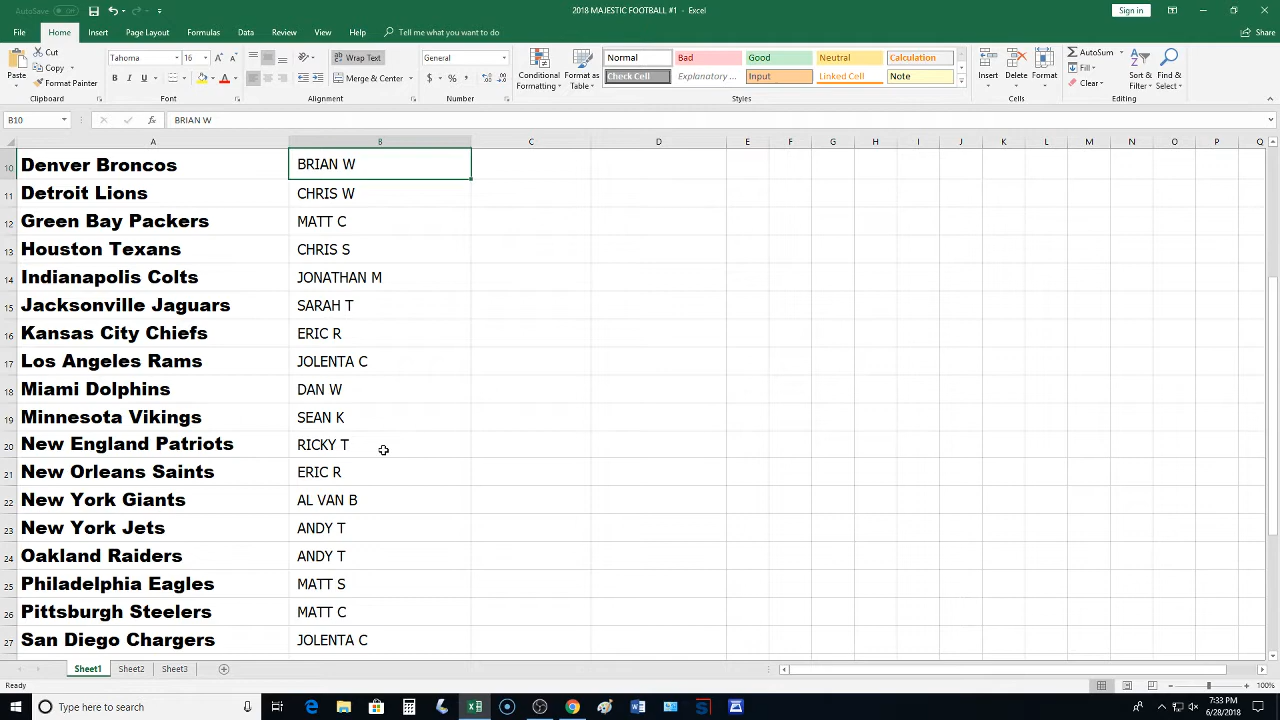 AutoSave Off
2018 MAJESTIC FOOTBALL #1 - Excel
Sign in
File Home Insert Page Layout Formulas Data Review View Help Tell me what you want to do Share
Paste Cut Copy Format Painter Clipboard
Tahoma 16 Font
Wrap Text Merge & Center Alignment
General Number
Conditional Formatting Format as Table
Normal Bad Good Neutral Calculation
Check Cell Explanatory ... Input Linked Cell Note
Styles
Insert Delete Format Cells
AutoSum Fill Clear Sort & Filter Find & Select Editing
B10 BRIAN W
A B C D E F G H I J K L M N O P Q
10 Denver Broncos BRIAN W
11 Detroit Lions CHRIS W
12 Green Bay Packers MATT C
13 Houston Texans CHRIS S
14 Indianapolis Colts JONATHAN M
15 Jacksonville Jaguars SARAH T
16 Kansas City Chiefs ERIC R
17 Los Angeles Rams JOLENTA C
18 Miami Dolphins DAN W
19 Minnesota Vikings SEAN K
20 New England Patriots RICKY T
21 New Orleans Saints ERIC R
22 New York Giants AL VAN B
23 New York Jets ANDY T
24 Oakland Raiders ANDY T
25 Philadelphia Eagles MATT S
26 Pittsburgh Steelers MATT C
27 San Diego Chargers JOLENTA C
Sheet1 Sheet2 Sheet3
Ready 100%
Type here to search
7:33 PM
6/28/2018